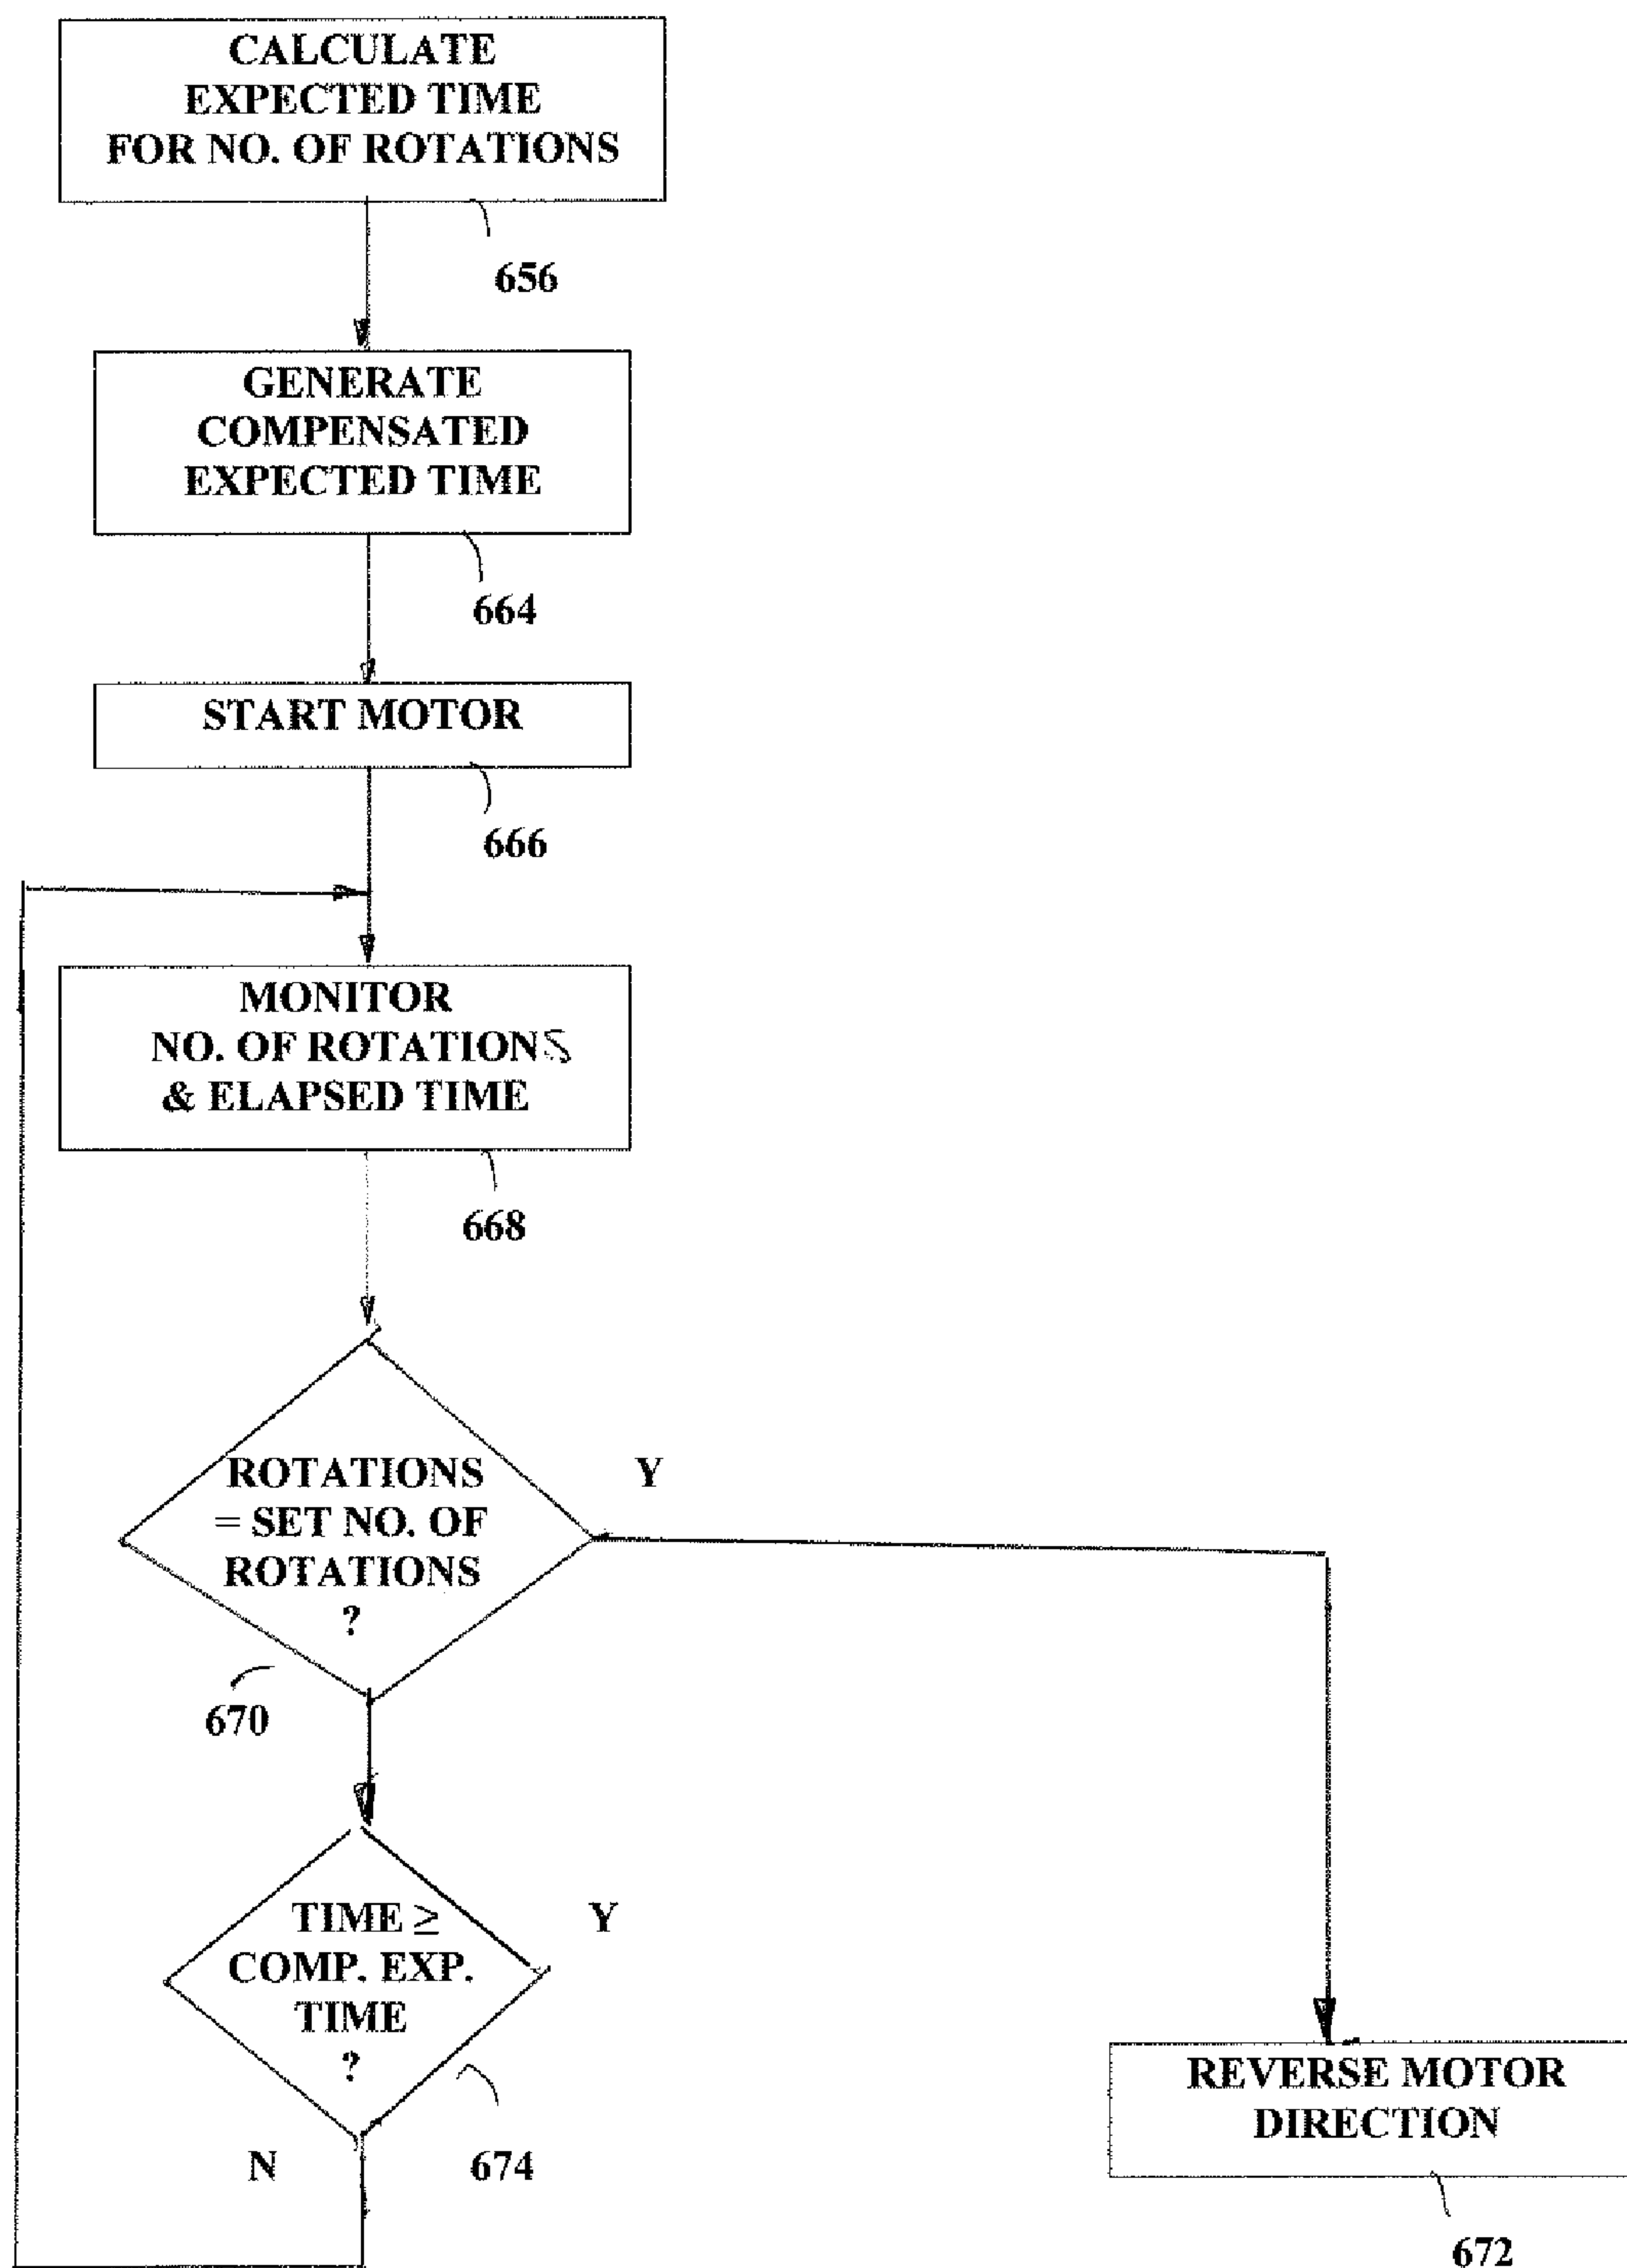 CALCULATE
EXPECTED TIME
FOR NO. OF ROTATIONS
656
GENERATE
COMPENSATED
EXPECTED TIME
664
START MOTOR
666
MONITOR
NO. OF ROTATIONS
& ELAPSED TIME
668
ROTATIONS
= SET NO. OF
ROTATIONS
?
Y
670
TIME ≥
COMP. EXP.
TIME
?
Y
N
674
REVERSE MOTOR
DIRECTION
672